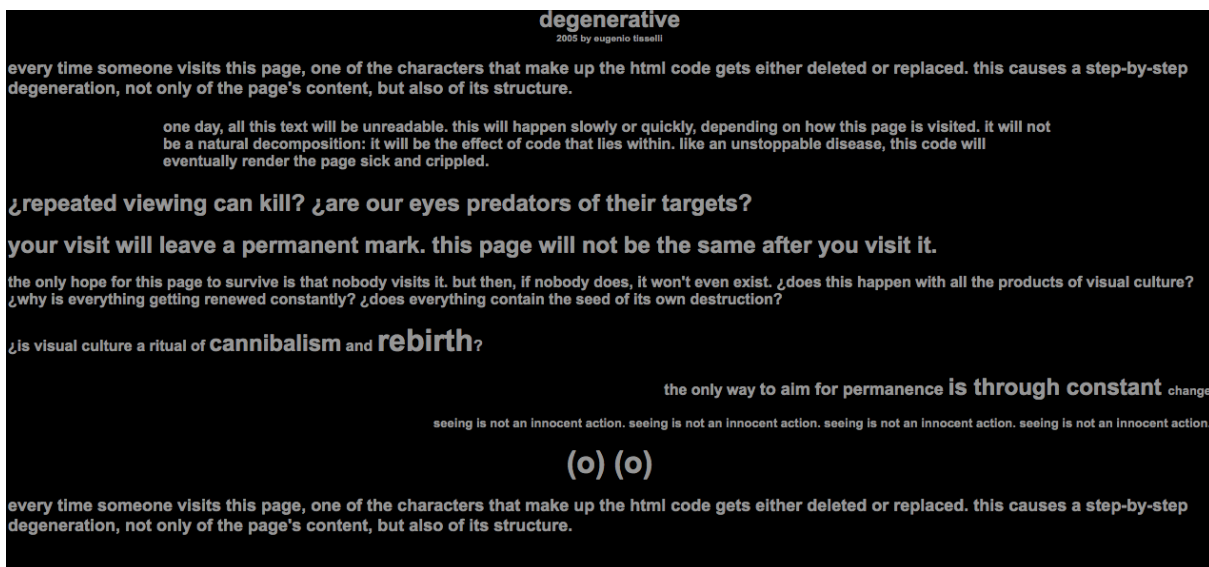 degenerative
2005 by eugenio tisselli
every time someone visits this page, one of the characters that make up the html code gets either deleted or replaced. this causes a step-by-step
degeneration, not only of the page's content, but also of its structure.
one day, all this text will be unreadable. this will happen slowly or quickly, depending on how this page is visited. it will not
be a natural decomposition: it will be the effect of code that lies within. like an unstoppable disease, this code will
eventually render the page sick and crippled.
¿repeated viewing can kill? ¿are our eyes predators of their targets?
your visit will leave a permanent mark. this page will not be the same after you visit it.
the only hope for this page to survive is that nobody visits it. but then, if nobody does, it won't even exist. ¿does this happen with all the products of visual culture?
¿why is everything getting renewed constantly? ¿does everything contain the seed of its own destruction?
¿is visual culture a ritual of cannibalism and rebirth?
the only way to aim for permanence is through constant change
seeing is not an innocent action. seeing is not an innocent action. seeing is not an innocent action. seeing is not an innocent action.
(o) (o)
every time someone visits this page, one of the characters that make up the html code gets either deleted or replaced. this causes a step-by-step
degeneration, not only of the page's content, but also of its structure.